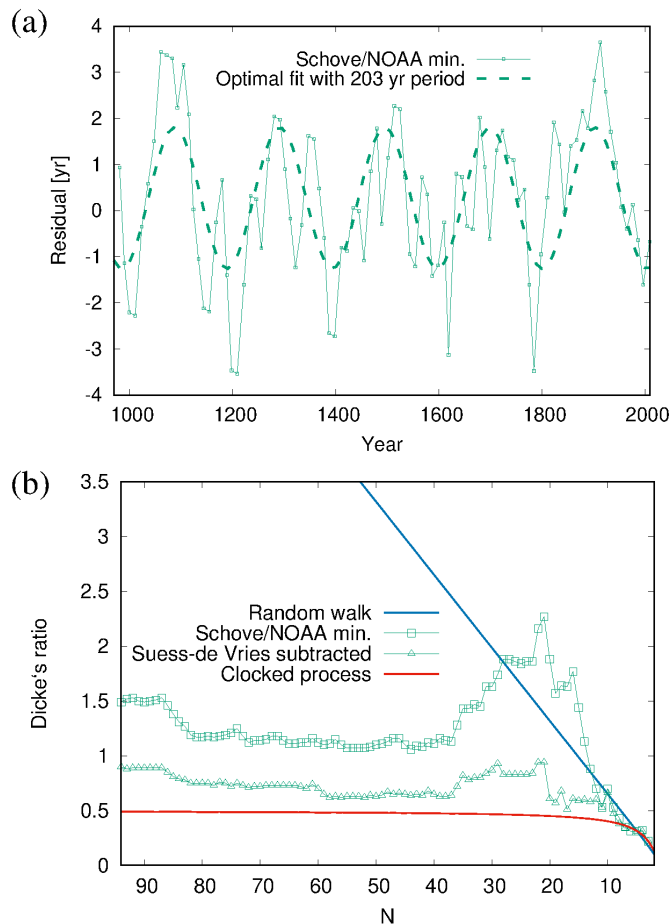 (a)
Residual [yr]
4
3
2
1
0
-1
-2
-3
-4
Schove/NOAA min.
Optimal fit with 203 yr period
1000 1200 1400 1600 1800 2000
Year
(b)
Dicke‘s ratio
3.5
3
2.5
2
1.5
1
0.5
0
Random walk
Schove/NOAA min.
Suess-de Vries subtracted
Clocked process
90 80 70 60 50 40 30 20 10
N